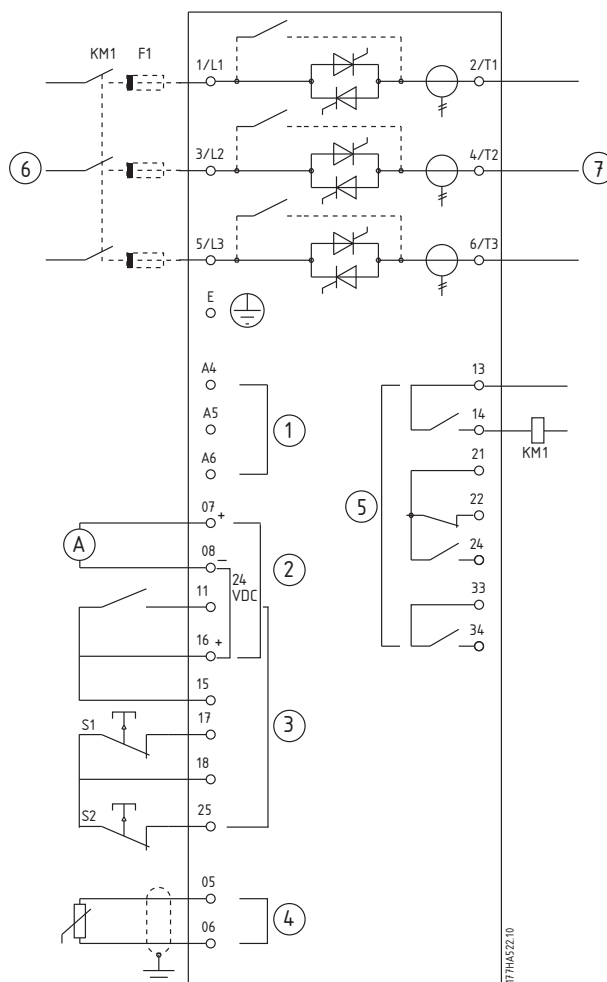 KM1 F1 1/L1 2/T1
6 3/L2 4/T2 7
5/L3 6/T3
E
A4 13
A5 1 14
KM1
A6 21
07 + 5 22
A 08 – 2 24
24
VDC
11 33
16 + 34
15
S1 17 3
18
S2 25
05
4
06
177HA522.10